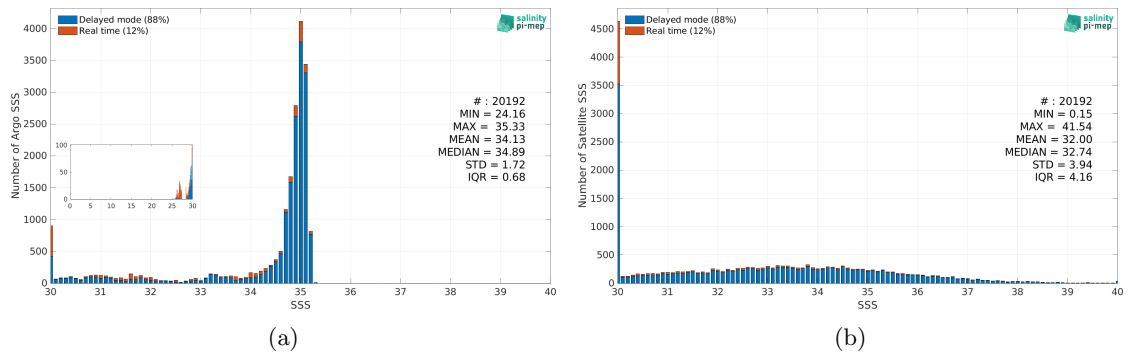 Delayed mode (88%)
Real time (12%)
salinity
pi-mep
4000
3500
3000
2500
2000
1500
1000
500
0
Number of Argo SSS
# : 20192
MIN = 24.16
MAX = 35.33
MEAN = 34.13
MEDIAN = 34.89
STD = 1.72
IQR = 0.68
100
50
0
0 5 10 15 20 25 30
30 31 32 33 34 35 36 37 38 39 40
SSS
(a)
Delayed mode (88%)
Real time (12%)
salinity
pi-mep
4500
4000
3500
3000
2500
2000
1500
1000
500
0
Number of Satellite SSS
# : 20192
MIN = 0.15
MAX = 41.54
MEAN = 32.00
MEDIAN = 32.74
STD = 3.94
IQR = 4.16
30 31 32 33 34 35 36 37 38 39 40
SSS
(b)